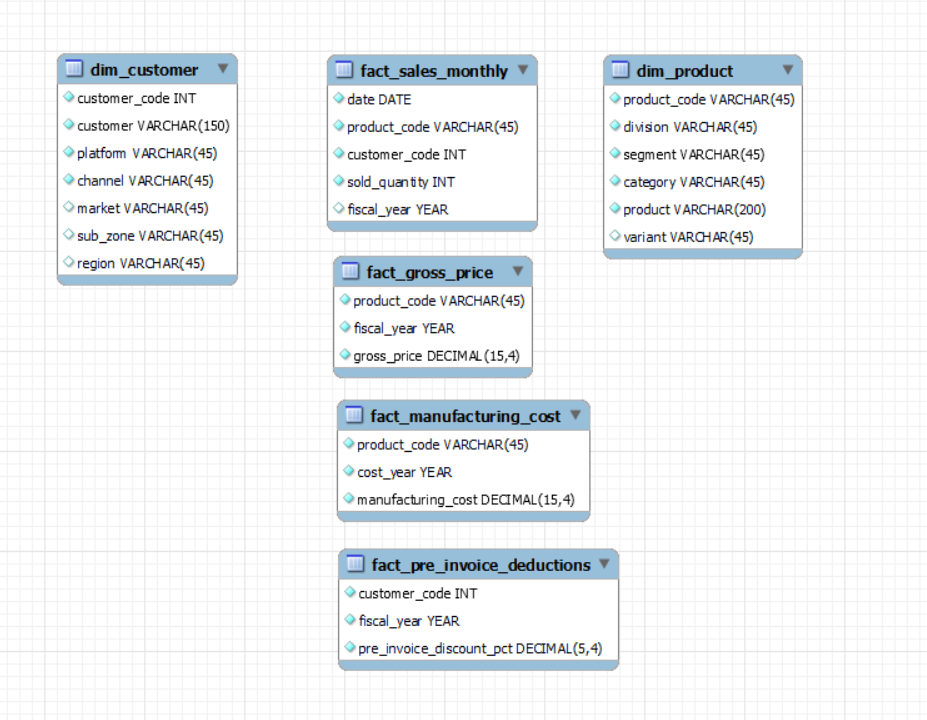 dim_customer
customer_code INT
customer VARCHAR(150)
platform VARCHAR(45)
channel VARCHAR(45)
market VARCHAR(45)
sub_zone VARCHAR(45)
region VARCHAR(45)
fact_sales_monthly
date DATE
product_code VARCHAR(45)
customer_code INT
sold_quantity INT
fiscal_year YEAR
dim_product
product_code VARCHAR(45)
division VARCHAR(45)
segment VARCHAR(45)
category VARCHAR(45)
product VARCHAR(200)
variant VARCHAR(45)
fact_gross_price
product_code VARCHAR(45)
fiscal_year YEAR
gross_price DECIMAL(15,4)
fact_manufacturing_cost
product_code VARCHAR(45)
cost_year YEAR
manufacturing_cost DECIMAL(15,4)
fact_pre_invoice_deductions
customer_code INT
fiscal_year YEAR
pre_invoice_discount_pct DECIMAL(5,4)